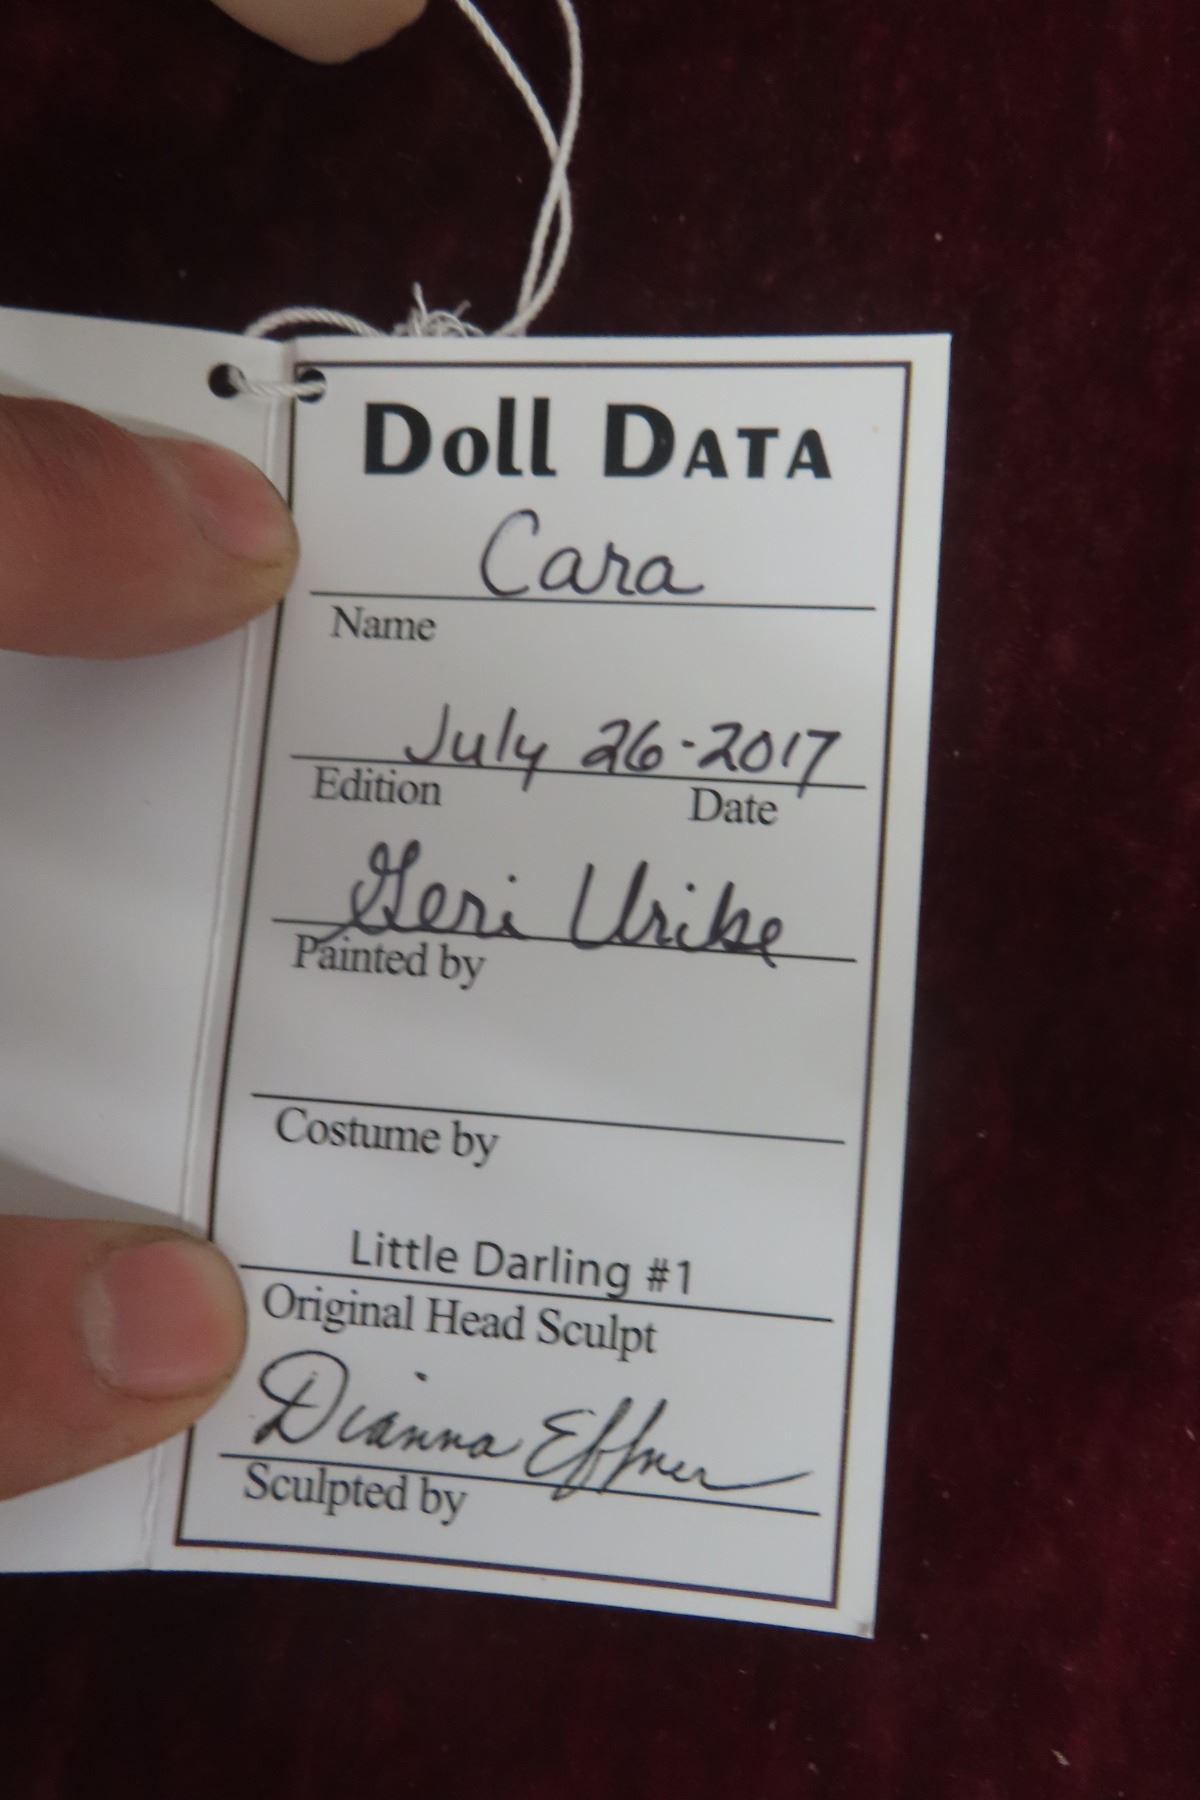 Doll Data
Cara
Name
July 26-2017
Edition Date
Geri Uribe
Painted by
Costume by
Little Darling #1
Original Head Sculpt
Dianna Effner
Sculpted by